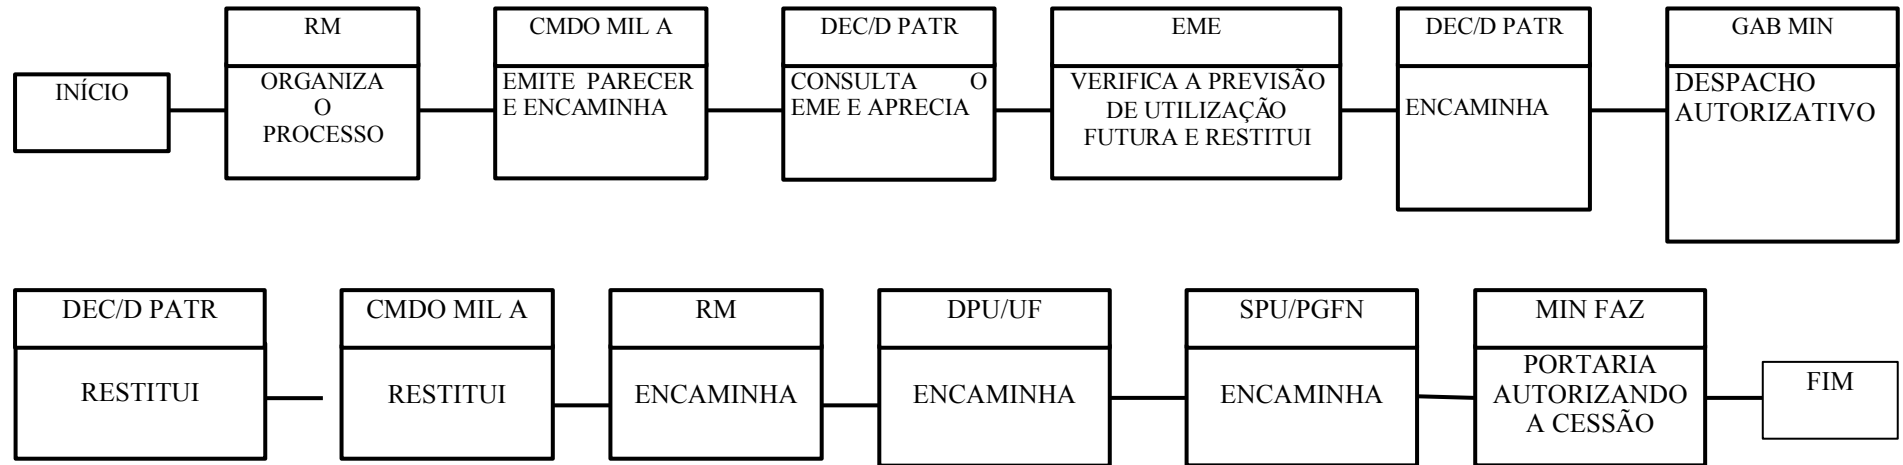 INÍCIO
RM
ORGANIZA
O
PROCESSO
CMDO MIL A
EMITE PARECER
E ENCAMINHA
DEC/D PATR
CONSULTA O
EME E APRECIA
EME
VERIFICA A PREVISÃO
DE UTILIZAÇÃO
FUTURA E RESTITUI
DEC/D PATR
ENCAMINHA
GAB MIN
DESPACHO
AUTORIZATIVO
DEC/D PATR
RESTITUI
CMDO MIL A
RESTITUI
RM
ENCAMINHA
DPU/UF
ENCAMINHA
SPU/PGFN
ENCAMINHA
MIN FAZ
PORTARIA
AUTORIZANDO
A CESSÃO
FIM